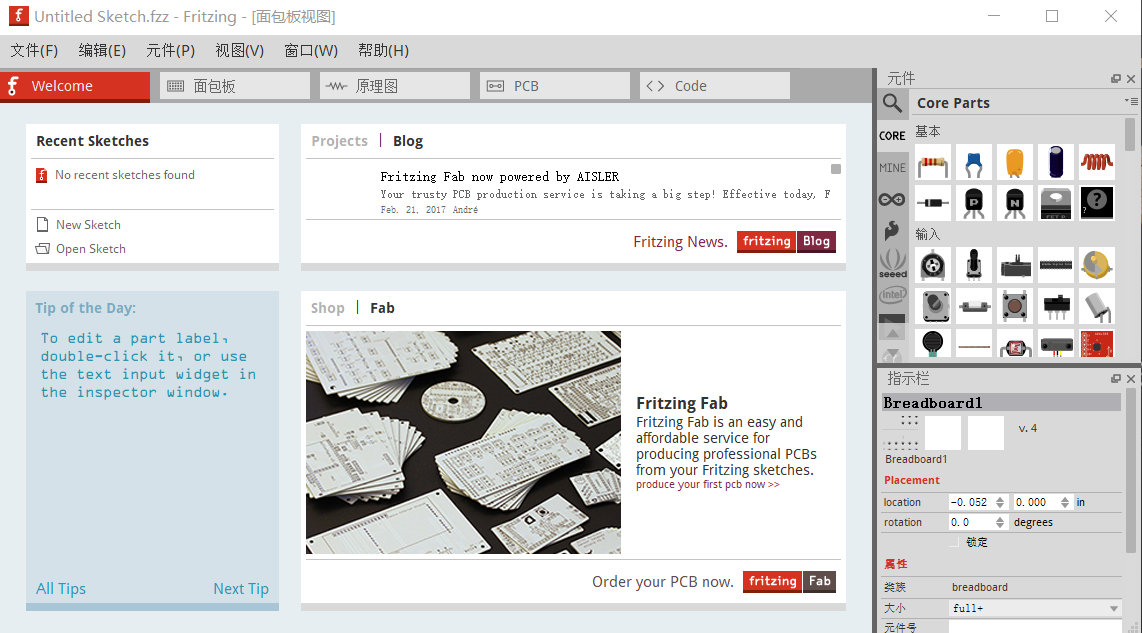 Untitled Sketch.fzz - Fritzing - [面包板视图]
文件(F) 编辑(E) 元件(P) 视图(V) 窗口(W) 帮助(H)
Welcome 面包板 原理图 PCB Code
Recent Sketches
No recent sketches found
New Sketch
Open Sketch
Projects | Blog
Fritzing Fab now powered by AISLER
Your trusty PCB production service is taking a big step! Effective today, F
Feb. 21, 2017 André
Fritzing News. fritzing Blog
Tip of the Day:
To edit a part label,
double-click it, or use
the text input widget in
the inspector window.
All Tips Next Tip
Shop | Fab
Fritzing Fab
Fritzing Fab is an easy and
affordable service for
producing professional PCBs
from your Fritzing sketches.
produce your first pcb now >>
Order your PCB now. fritzing Fab
元件
Core Parts
CORE
MINE
seeed
intel
基本
P
N
FET P
?
?
输入
指示栏
Breadboard1
v. 4
Breadboard1
Placement
location -0.052 0.000 in
rotation 0.0 degrees
锁定
属性
类族 breadboard
大小 full+
元件号